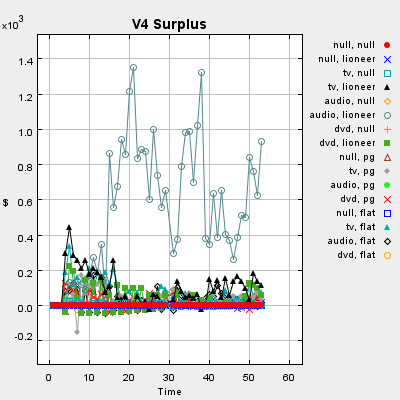 V4 Surplus
x10³
$
1.4
1.2
1.0
0.8
0.6
0.4
0.2
0.0
-0.2
0 10 20 30 40 50 60
Time
null, null
null, lioneer
tv, null
tv, lioneer
audio, null
audio, lioneer
dvd, null
dvd, lioneer
null, pg
tv, pg
audio, pg
dvd, pg
null, flat
tv, flat
audio, flat
dvd, flat